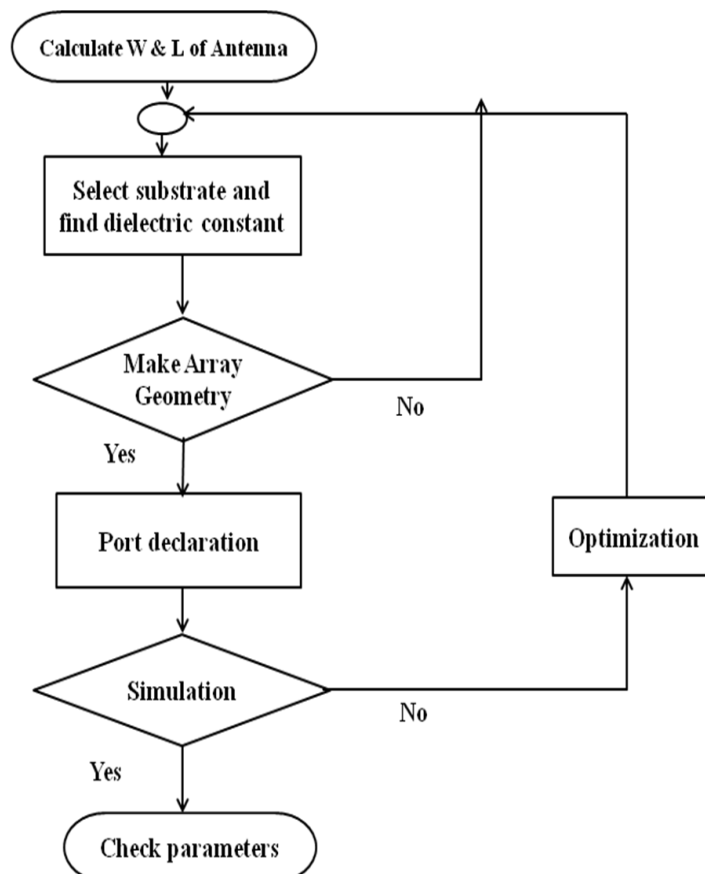 Calculate W & L of Antenna
Select substrate and
find dielectric constant
Make Array
Geometry
No
Yes
Port declaration
Optimization
Simulation
No
Yes
Check parameters